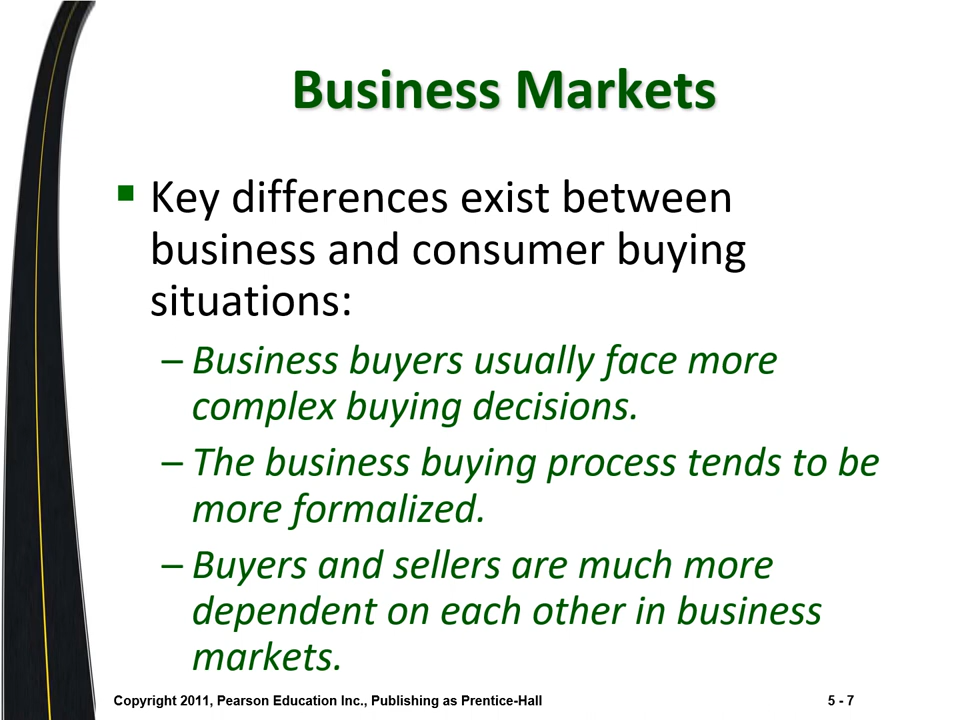 Business Markets
▪ Key differences exist between
business and consumer buying
situations:
– Business buyers usually face more
complex buying decisions.
– The business buying process tends to be
more formalized.
– Buyers and sellers are much more
dependent on each other in business
markets.
Copyright 2011, Pearson Education Inc., Publishing as Prentice-Hall 5 - 7